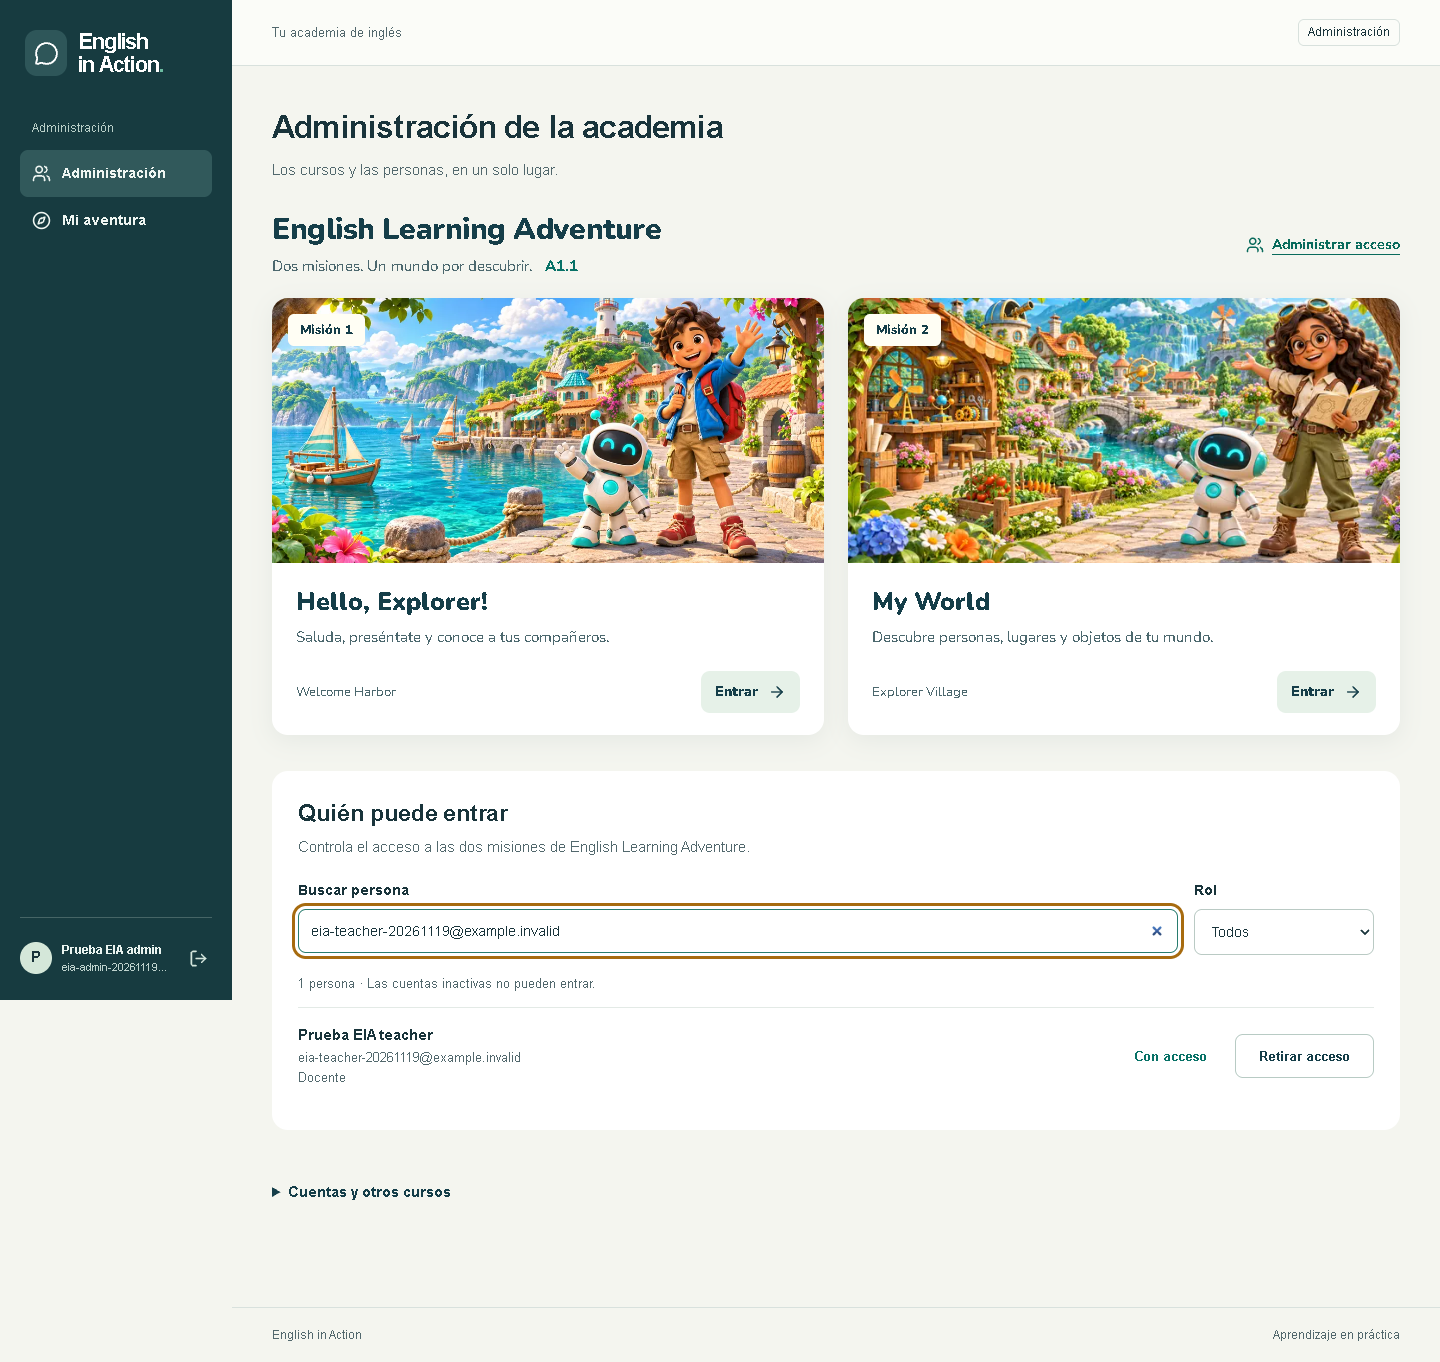 English
in Action.
Administración
Administración
Mi aventura
Prueba EIA admin
eia-admin-20261119...
P
Tu academia de inglés
Administración
Administración de la academia
Los cursos y las personas, en un solo lugar.
English Learning Adventure
Dos misiones. Un mundo por descubrir. A1.1
Administrar acceso
Misión 1
Hello, Explorer!
Saluda, preséntate y conoce a tus compañeros.
Welcome Harbor
Entrar
Misión 2
My World
Descubre personas, lugares y objetos de tu mundo.
Explorer Village
Entrar
Quién puede entrar
Controla el acceso a las dos misiones de English Learning Adventure.
Buscar persona
eia-teacher-20261119@example.invalid
Rol
Todos
1 persona · Las cuentas inactivas no pueden entrar.
Prueba EIA teacher
eia-teacher-20261119@example.invalid
Docente
Con acceso
Retirar acceso
Cuentas y otros cursos
English in Action
Aprendizaje en práctica